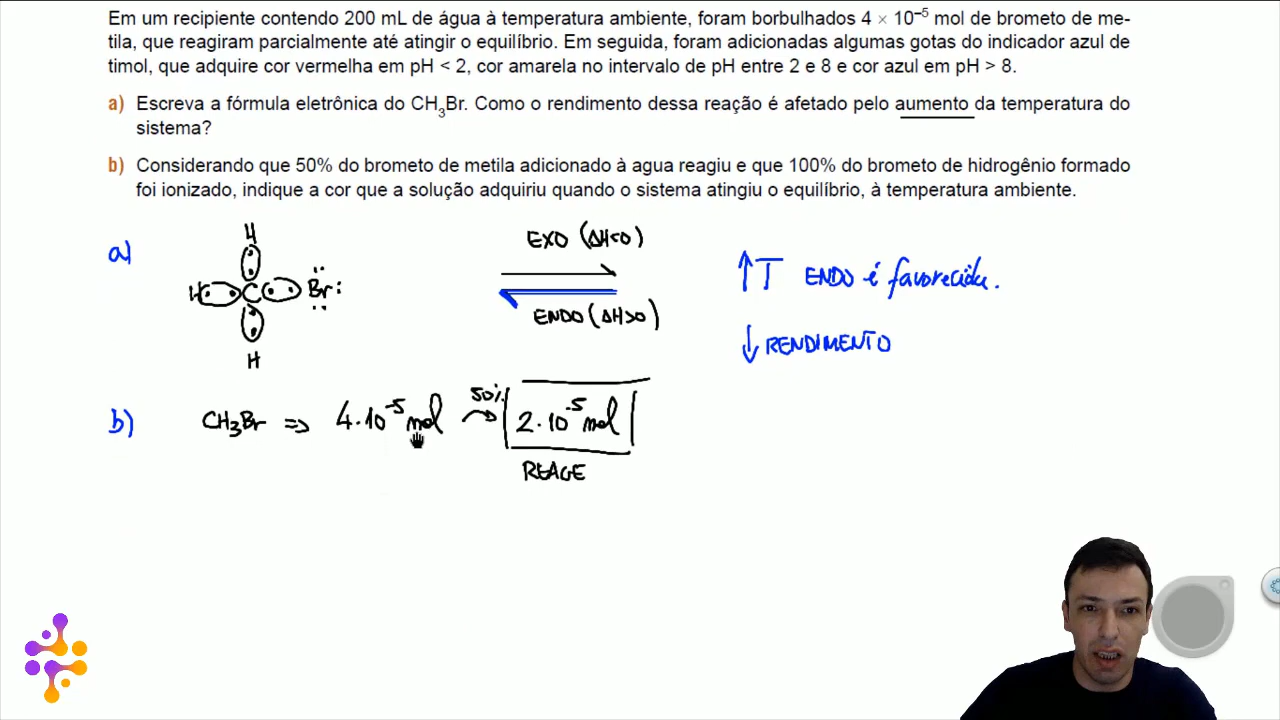 Em um recipiente contendo 200 mL de água à temperatura ambiente, foram borbulhados 4 × 10⁻⁵ mol de brometo de me-
tila, que reagiram parcialmente até atingir o equilíbrio. Em seguida, foram adicionadas algumas gotas do indicador azul de
timol, que adquire cor vermelha em pH < 2, cor amarela no intervalo de pH entre 2 e 8 e cor azul em pH > 8.
a) Escreva a fórmula eletrônica do CH₃Br. Como o rendimento dessa reação é afetado pelo aumento da temperatura do
sistema?
b) Considerando que 50% do brometo de metila adicionado à agua reagiu e que 100% do brometo de hidrogênio formado
foi ionizado, indique a cor que a solução adquiriu quando o sistema atingiu o equilíbrio, à temperatura ambiente.
a)
H
H C Br
H
EXO (ΔH<0)
ENDO (ΔH>0)
↑T ENDO é favorecida.
↓ RENDIMENTO
b) CH₃Br ⇒ 4.10⁻⁵ mol 50% 2.10⁻⁵ mol
REAGE